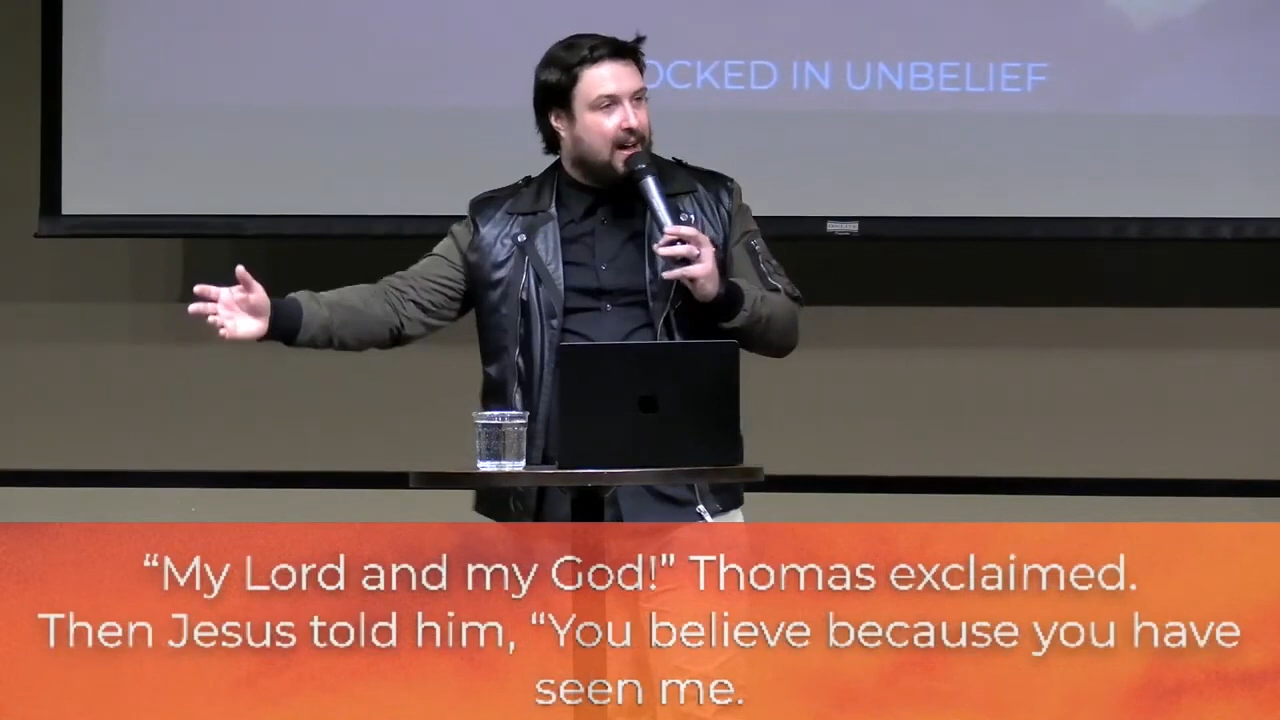 OCKED IN UNBELIEF
“My Lord and my God!” Thomas exclaimed.
Then Jesus told him, “You believe because you have
seen me.